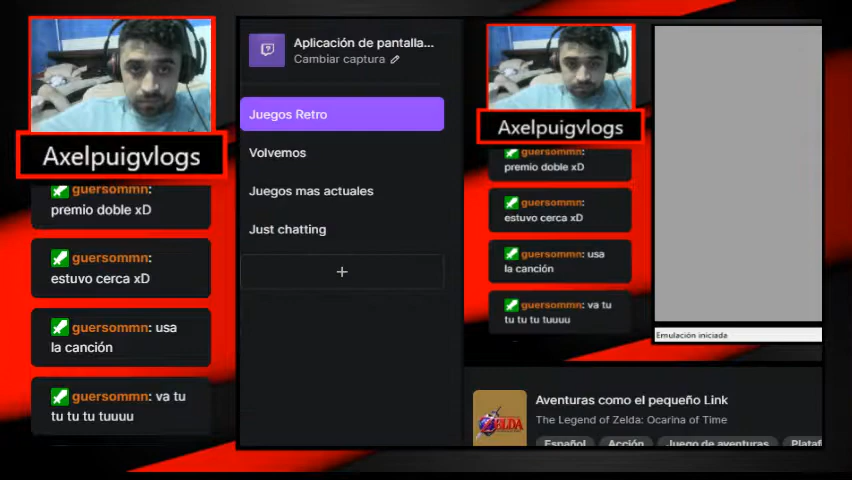 Axelpuigvlogs
guersommn:
premio doble xD
guersommn:
estuvo cerca xD
guersommn: usa
la canción
guersommn: va tu
tu tu tu tuuuu
Aplicación de pantalla...
Cambiar captura
Juegos Retro
Volvemos
Juegos mas actuales
Just chatting
+
Axelpuigvlogs
guersommn:
premio doble xD
guersommn:
estuvo cerca xD
guersommn: usa
la canción
guersommn: va tu
tu tu tu tuuuu
Emulación iniciada
ZELDA
Aventuras como el pequeño Link
The Legend of Zelda: Ocarina of Time
Español
Acción
Juego de aventuras
Plataf